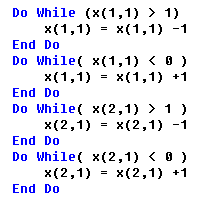 Do While (x(1,1) > 1)
    x(1,1) = x(1,1) -1
End Do
Do While( x(1,1) < 0 )
    x(1,1) = x(1,1) +1
End Do
Do While( x(2,1) > 1 )
    x(2,1) = x(2,1) -1
End Do
Do While( x(2,1) < 0 )
    x(2,1) = x(2,1) +1
End Do